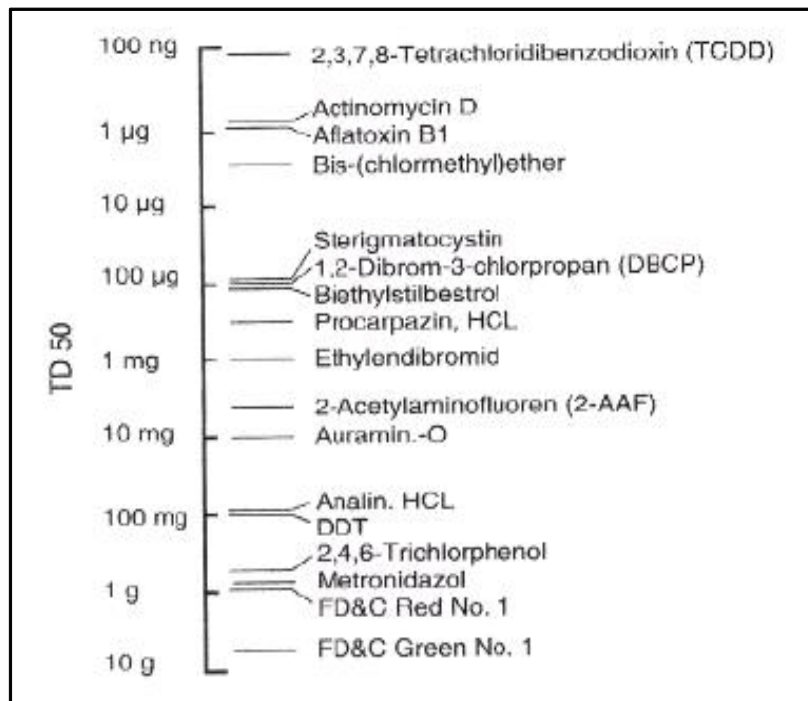 100 ng
2,3,7,8-Tetrachloridibenzodioxin (TCDD)
Actinomycin D
1 µg
Aflatoxin B1
Bis-(chlormethyl)ether
10 µg
Sterigmatocystin
1,2-Dibrom-3-chlorpropan (DBCP)
100 µg
Biethylstilbestrol
Procarpazin, HCL
TD 50
1 mg
Ethylendibromid
2-Acetylaminofluoren (2-AAF)
10 mg
Auramin.-O
Analin. HCL
100 mg
DDT
2,4,6-Trichlorphenol
Metronidazol
1 g
FD&C Red No. 1
FD&C Green No. 1
10 g